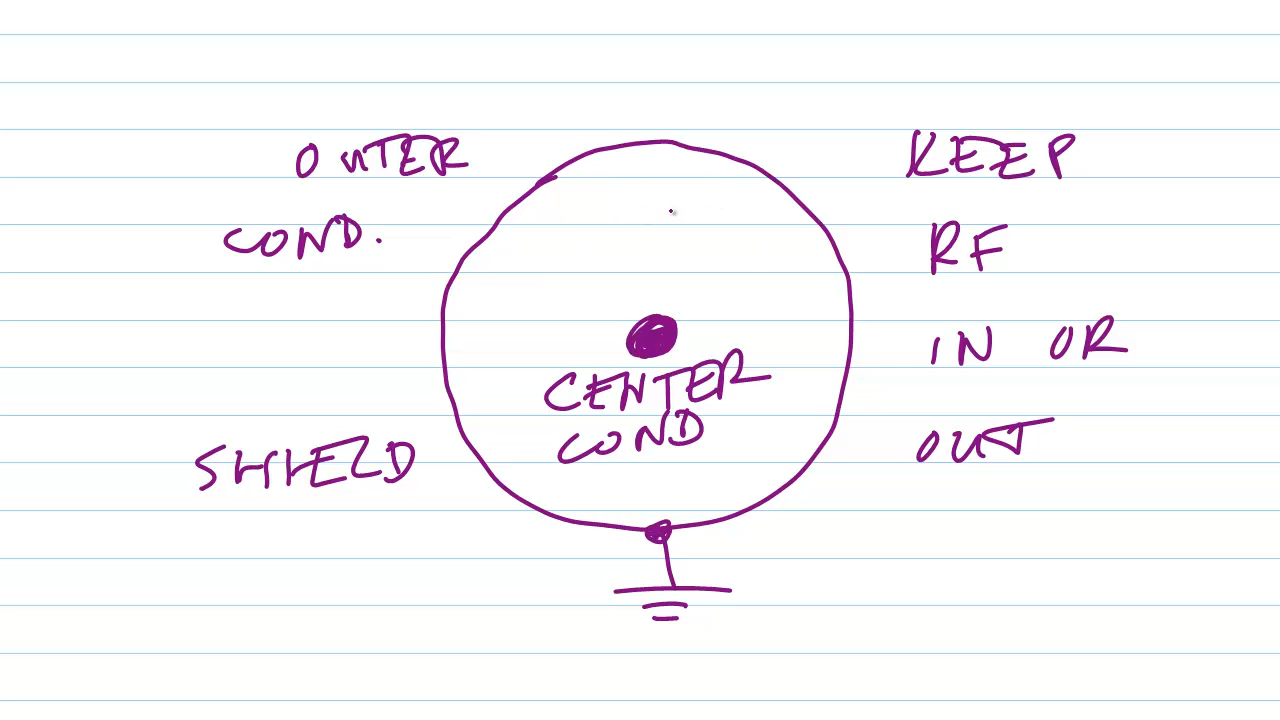 OUTER
COND.
SHIELD
CENTER
COND
KEEP
RF
IN OR
OUT